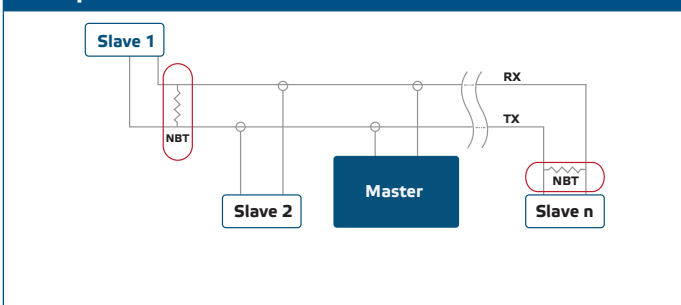 Slave 1
RX
TX
NBT
NBT
Master
Slave 2
Slave n